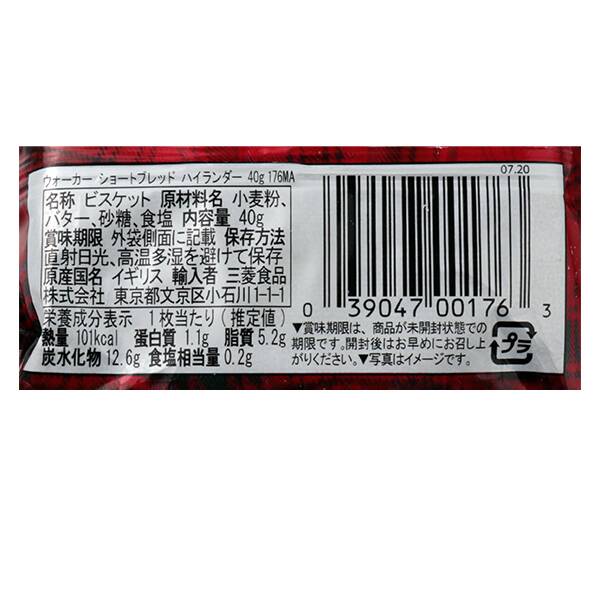 ウォーカー ショートブレッド ハイランダー 40g 176MA
名称 ビスケット 原材料名 小麦粉、
バター、砂糖、食塩 内容量 40g
賞味期限 外袋側面に記載 保存方法
直射日光、高温多湿を避けて保存
原産国名 イギリス 輸入者 三菱食品
株式会社 東京都文京区小石川1-1-1
栄養成分表示 1枚当たり(推定値)
熱量 101kcal 蛋白質 1.1g 脂質 5.2g
炭水化物 12.6g 食塩相当量 0.2g
07.20
0 39047 00176 3
▼賞味期限は、商品が未開封状態での
期限です。開封後はお早めにお召し上
がりください。▼写真はイメージです。
プラ